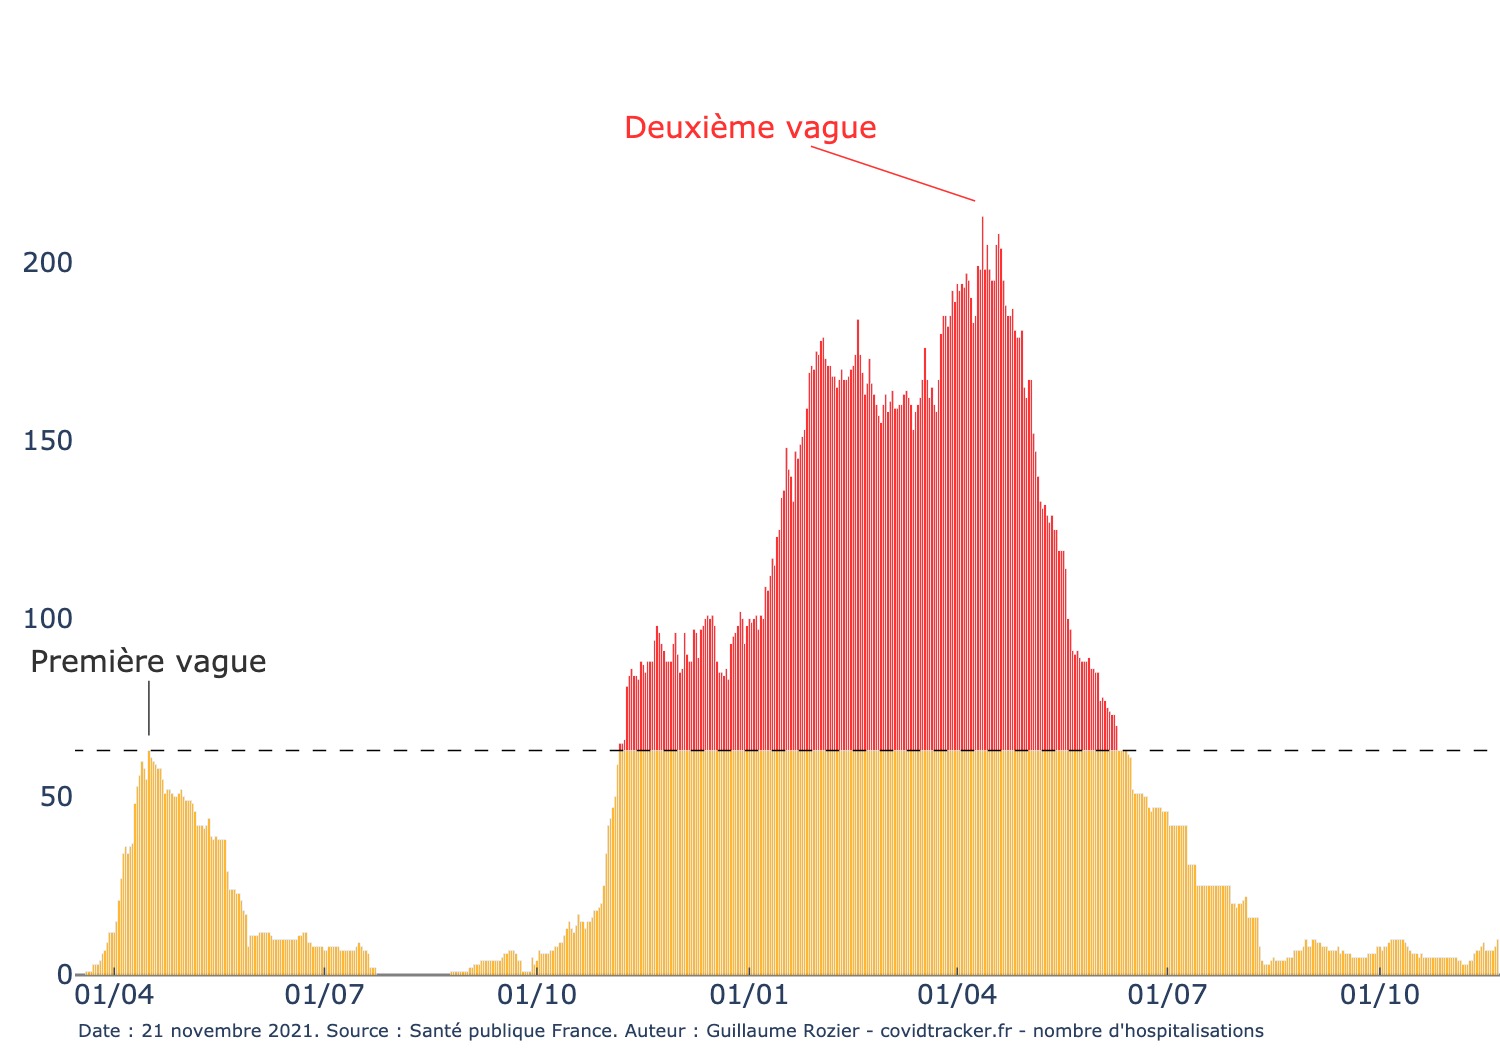 Deuxième vague
200
150
100
Première vague
50
0
01/04 01/07 01/10 01/01 01/04 01/07 01/10
Date : 21 novembre 2021. Source : Santé publique France. Auteur : Guillaume Rozier - covidtracker.fr - nombre d'hospitalisations